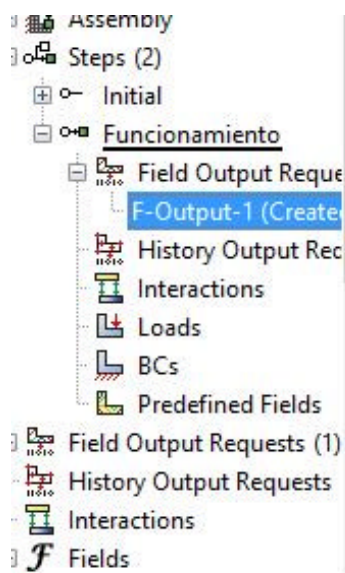 Assembly
Steps (2)
Initial
Funcionamiento
Field Output Reque
F-Output-1 (Create
History Output Rec
Interactions
Loads
BCs
Predefined Fields
Field Output Requests (1)
History Output Requests
Interactions
Fields